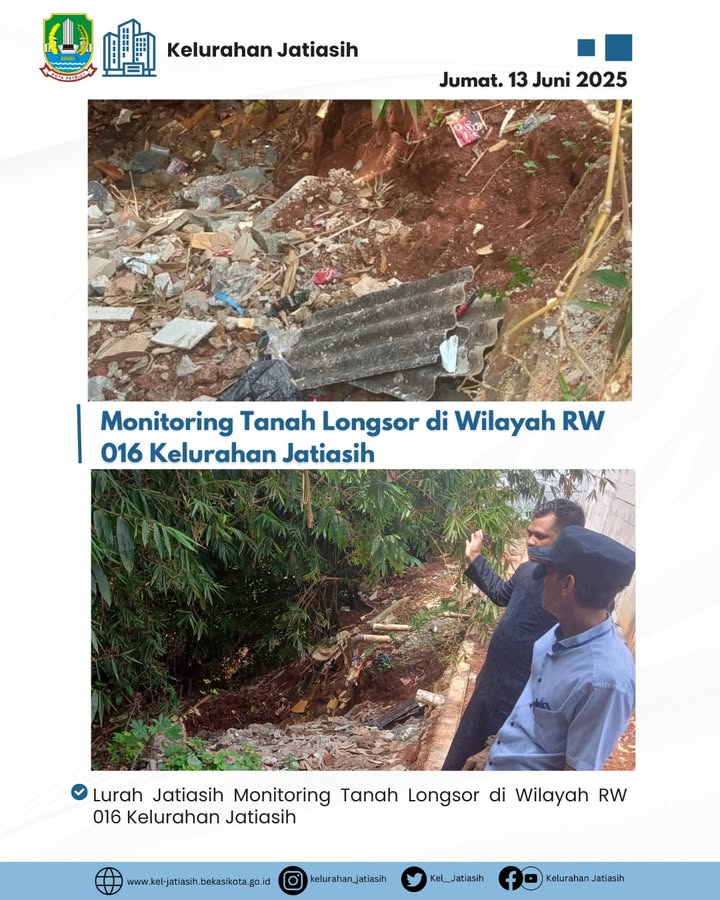 Kelurahan Jatiasih
Jumat. 13 Juni 2025
Monitoring Tanah Longsor di Wilayah RW
016 Kelurahan Jatiasih
Lurah Jatiasih Monitoring Tanah Longsor di Wilayah RW
016 Kelurahan Jatiasih
www.kel-jatiasih.bekasikota.go.id
kelurahan_jatiasih
Kel__Jatiasih
Kelurahan Jatiasih